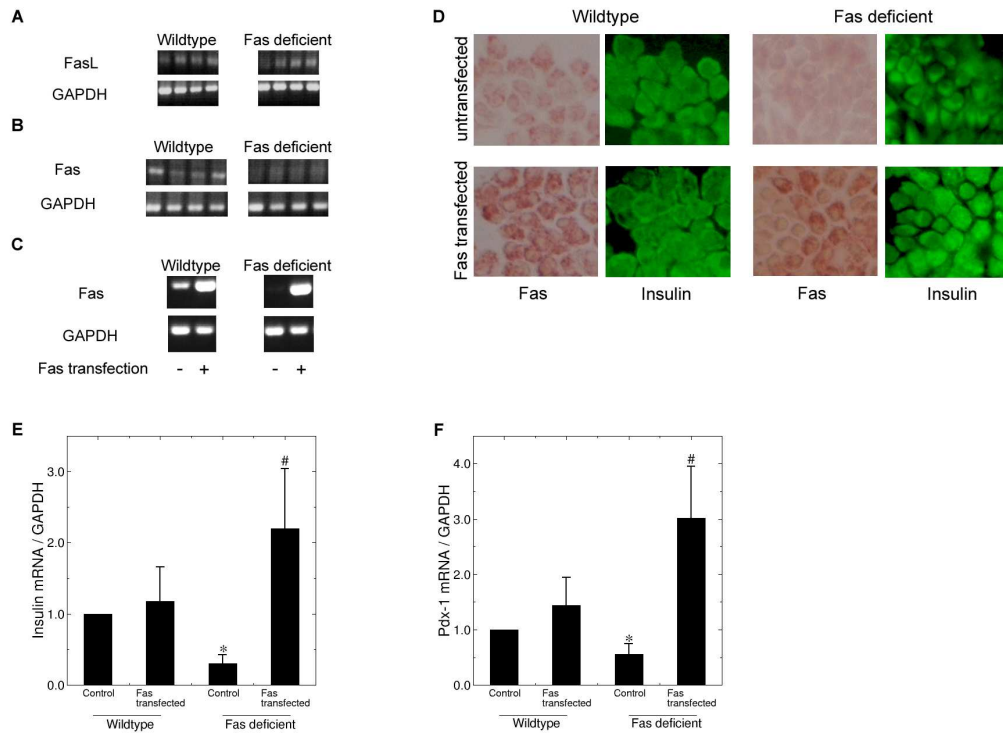 A
Wildtype Fas deficient
FasL
GAPDH
B
Wildtype Fas deficient
Fas
GAPDH
C
Wildtype Fas deficient
Fas
GAPDH
Fas transfection - + - +
D
Wildtype Fas deficient
untransfected
Fas transfected
Fas Insulin Fas Insulin
E
Insulin mRNA / GAPDH
3.0
2.0
1.0
0.0
*
#
Control Fas transfected Control Fas transfected
Wildtype Fas deficient
F
Pdx-1 mRNA / GAPDH
4.0
3.0
2.0
1.0
0.0
*
#
Control Fas transfected Control Fas transfected
Wildtype Fas deficient